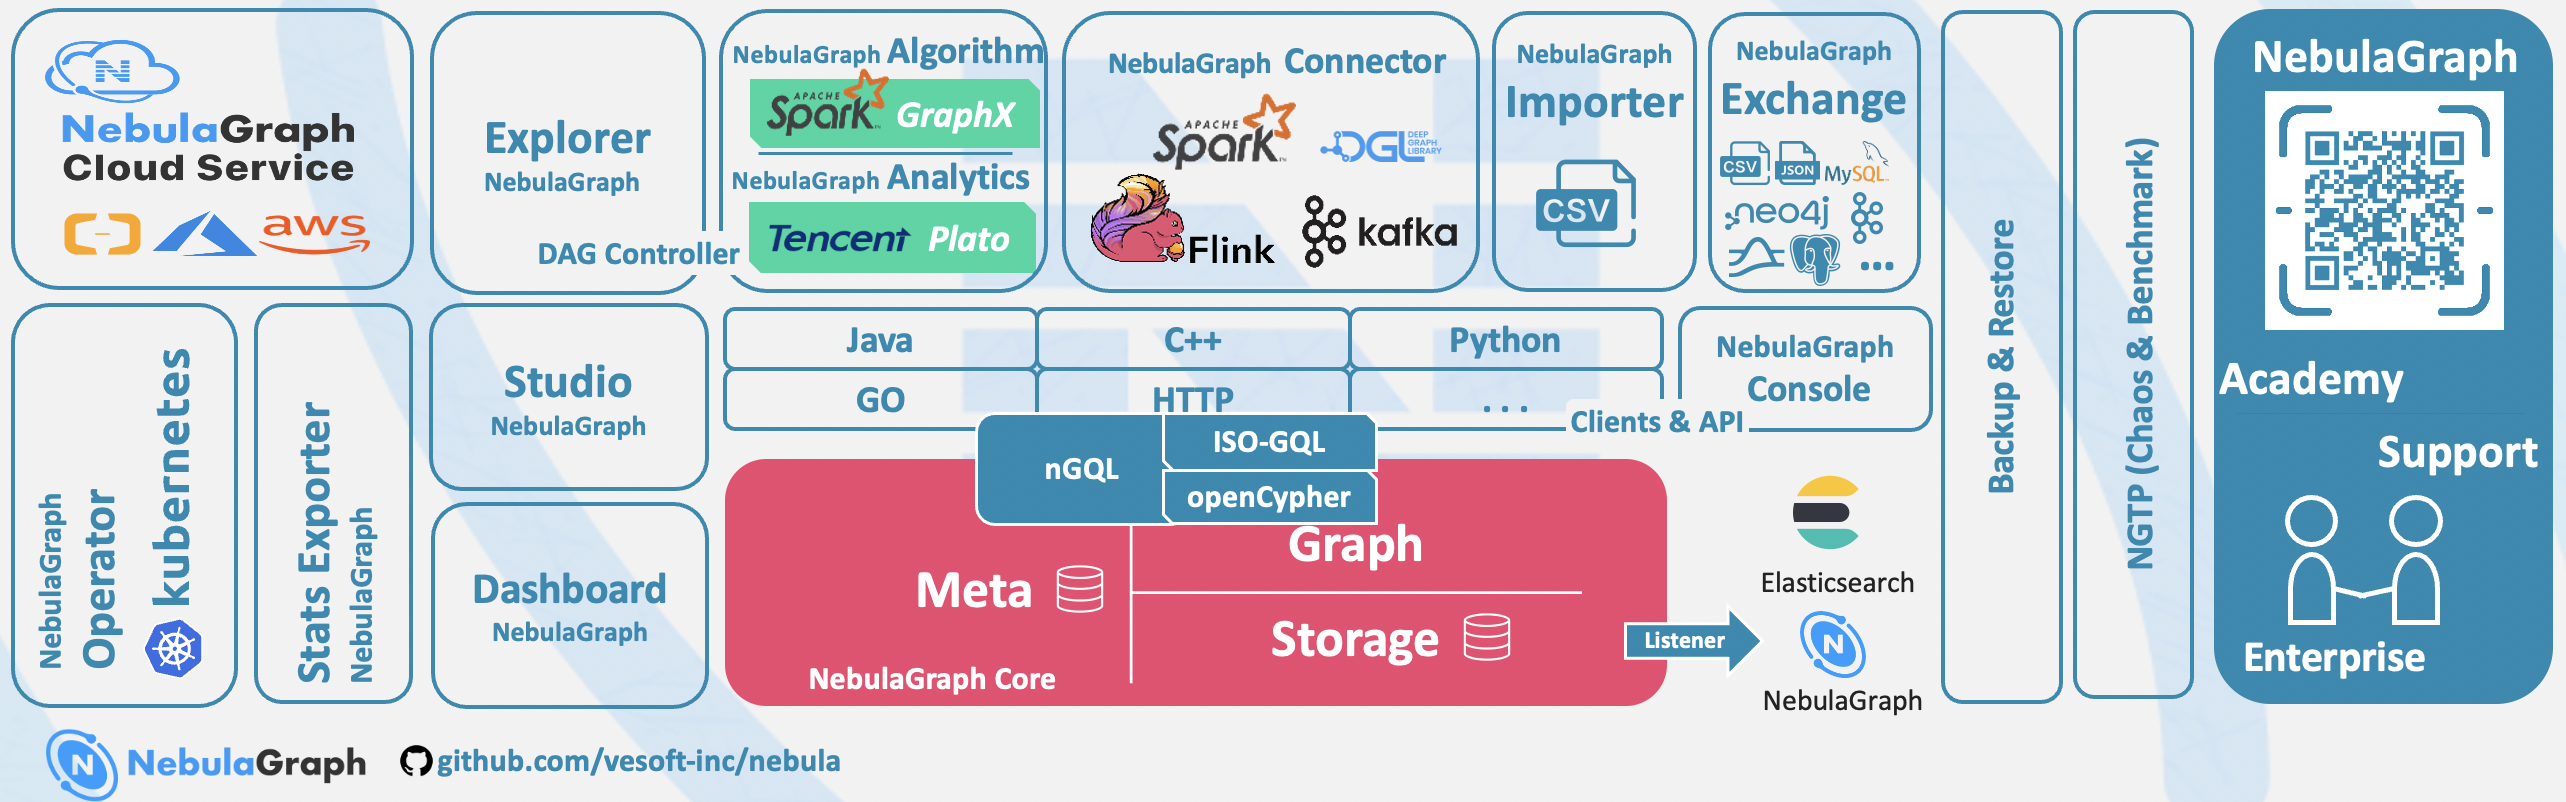 NebulaGraph
Cloud Service
aws
Explorer
NebulaGraph
DAG Controller
NebulaGraph Algorithm
APACHE
Spark™ GraphX
NebulaGraph Analytics
Tencent Plato
NebulaGraph Connector
APACHE
Spark™
DGL DEEP
GRAPH
LIBRARY
Flink
kafka
NebulaGraph
Importer
CSV
NebulaGraph
Exchange
CSV
JSON
MySQL™
neo4j
...
NebulaGraph
Operator
kubernetes
Stats Exporter
NebulaGraph
Studio
NebulaGraph
Dashboard
NebulaGraph
Java
C++
Python
GO
HTTP
...
NebulaGraph
Console
Clients & API
nGQL
ISO-GQL
openCypher
Meta
Graph
Storage
NebulaGraph Core
Listener
Elasticsearch
NebulaGraph
Backup & Restore
NGTP (Chaos & Benchmark)
NebulaGraph
Academy
Support
Enterprise
NebulaGraph
github.com/vesoft-inc/nebula